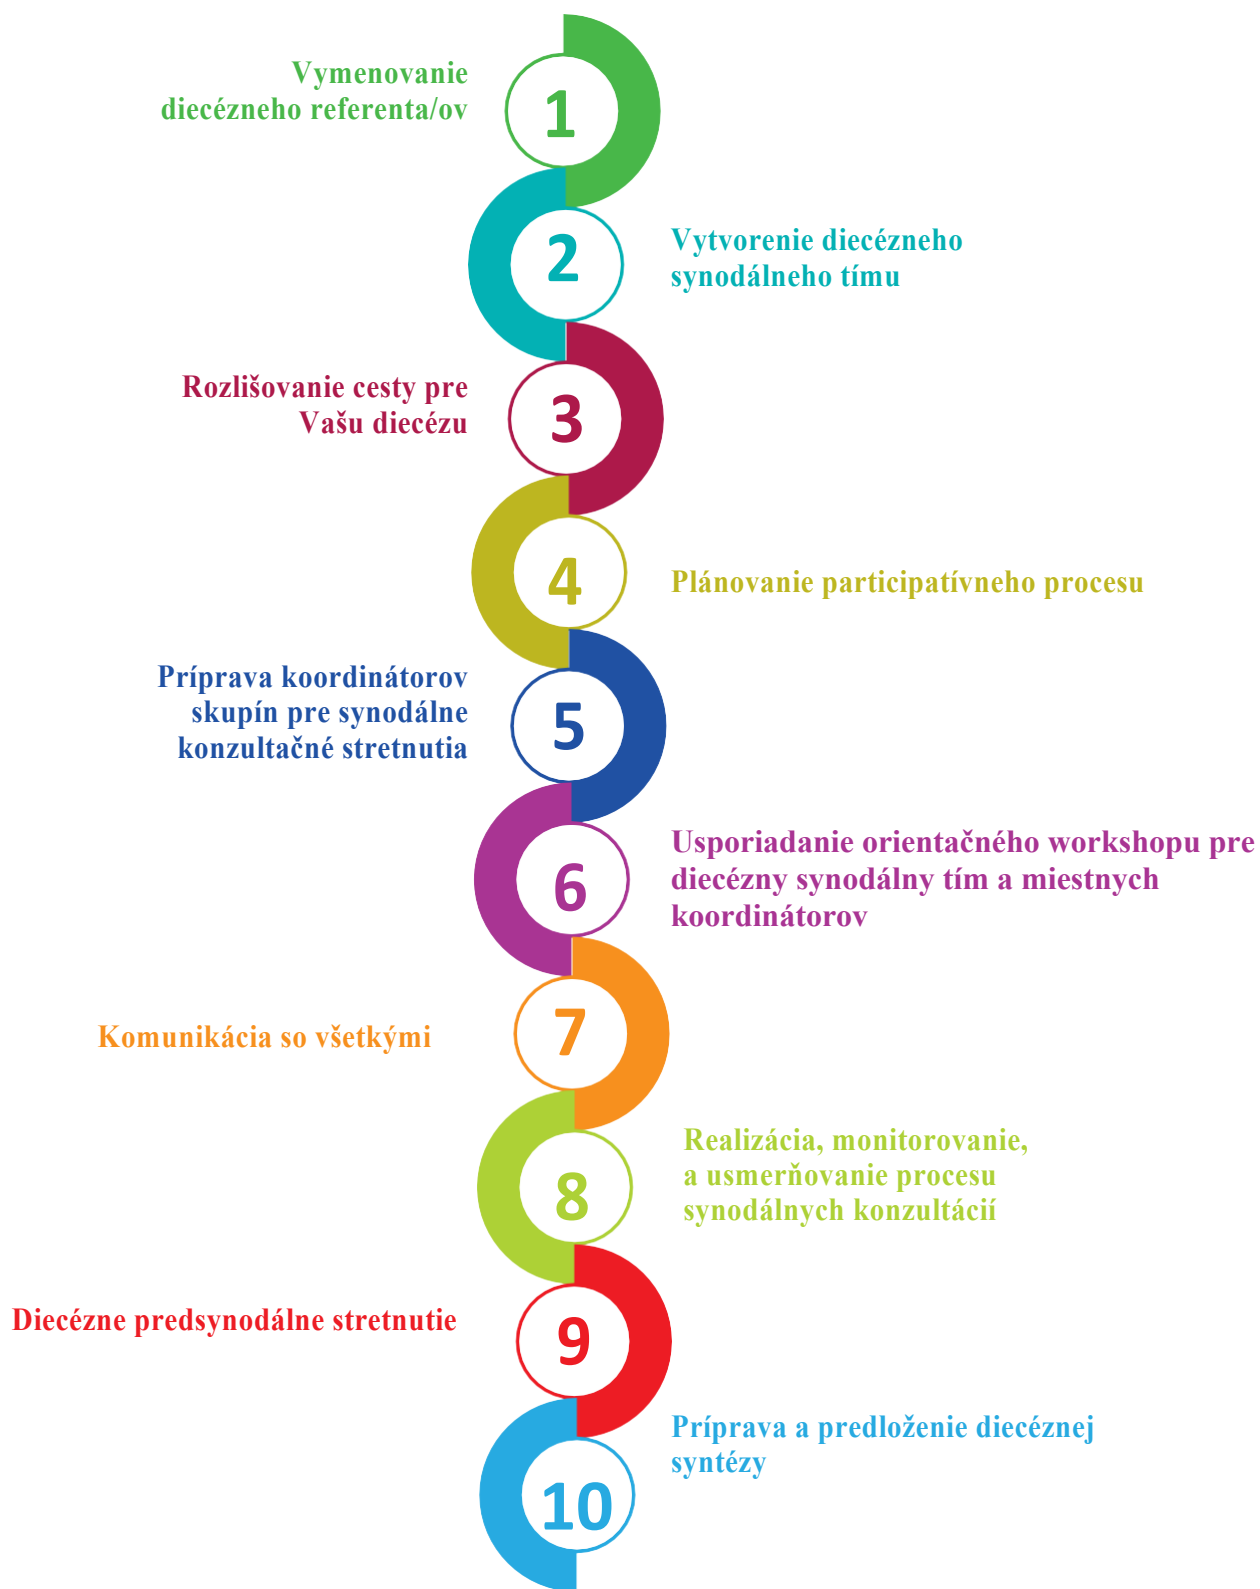 Vymenovanie
diecézneho referenta/ov
1
2
Vytvorenie diecézneho
synodálneho tímu
Rozlišovanie cesty pre
Vašu diecézu
3
4
Plánovanie participatívneho procesu
Príprava koordinátorov
skupín pre synodálne
konzultačné stretnutia
5
6
Usporiadanie orientačného workshopu pre
diecézny synodálny tím a miestnych
koordinátorov
Komunikácia so všetkými
7
8
Realizácia, monitorovanie,
a usmerňovanie procesu
synodálnych konzultácií
Diecézne predsynodálne stretnutie
9
10
Príprava a predloženie diecéznej
syntézy